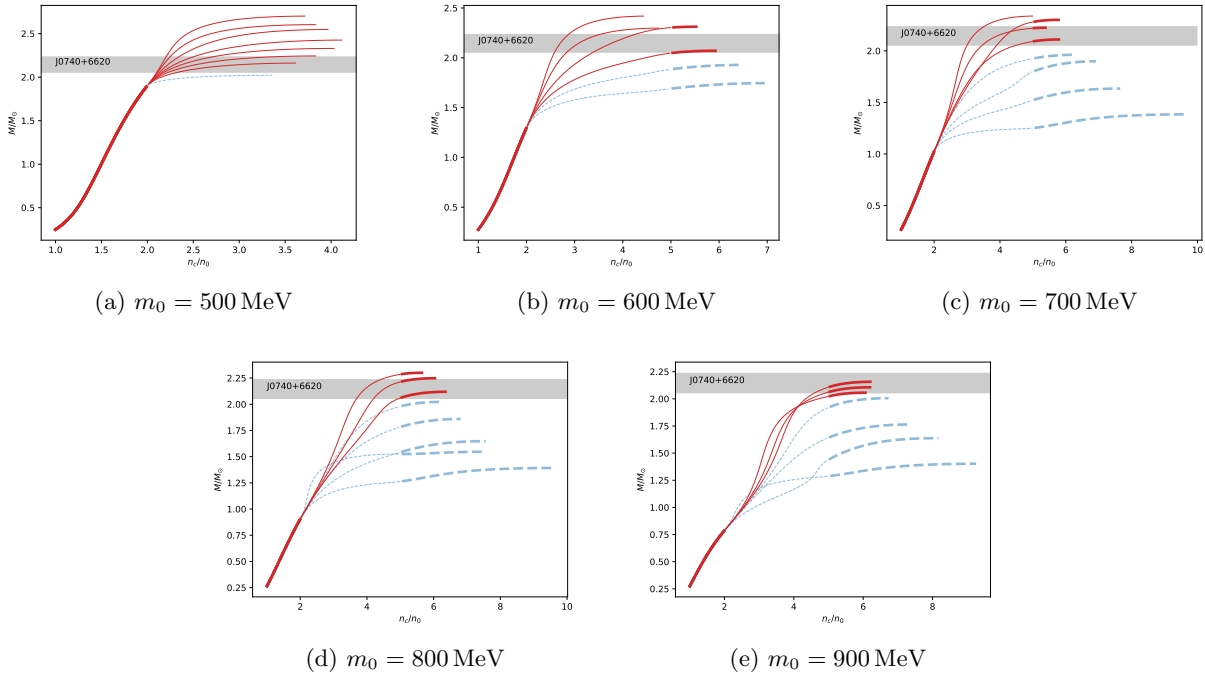 2.5
2.0
1.5
1.0
0.5
M/M⊙
J0740+6620
1.0 1.5 2.0 2.5 3.0 3.5 4.0
n_c/n_0
(a) m_0 = 500 MeV
2.5
2.0
1.5
1.0
0.5
M/M⊙
J0740+6620
1 2 3 4 5 6 7
n_c/n_0
(b) m_0 = 600 MeV
2.0
1.5
1.0
0.5
M/M⊙
J0740+6620
2 4 6 8 10
n_c/n_0
(c) m_0 = 700 MeV
2.25
2.00
1.75
1.50
1.25
1.00
0.75
0.50
0.25
M/M⊙
J0740+6620
2 4 6 8 10
n_c/n_0
(d) m_0 = 800 MeV
2.25
2.00
1.75
1.50
1.25
1.00
0.75
0.50
0.25
M/M⊙
J0740+6620
2 4 6 8
n_c/n_0
(e) m_0 = 900 MeV